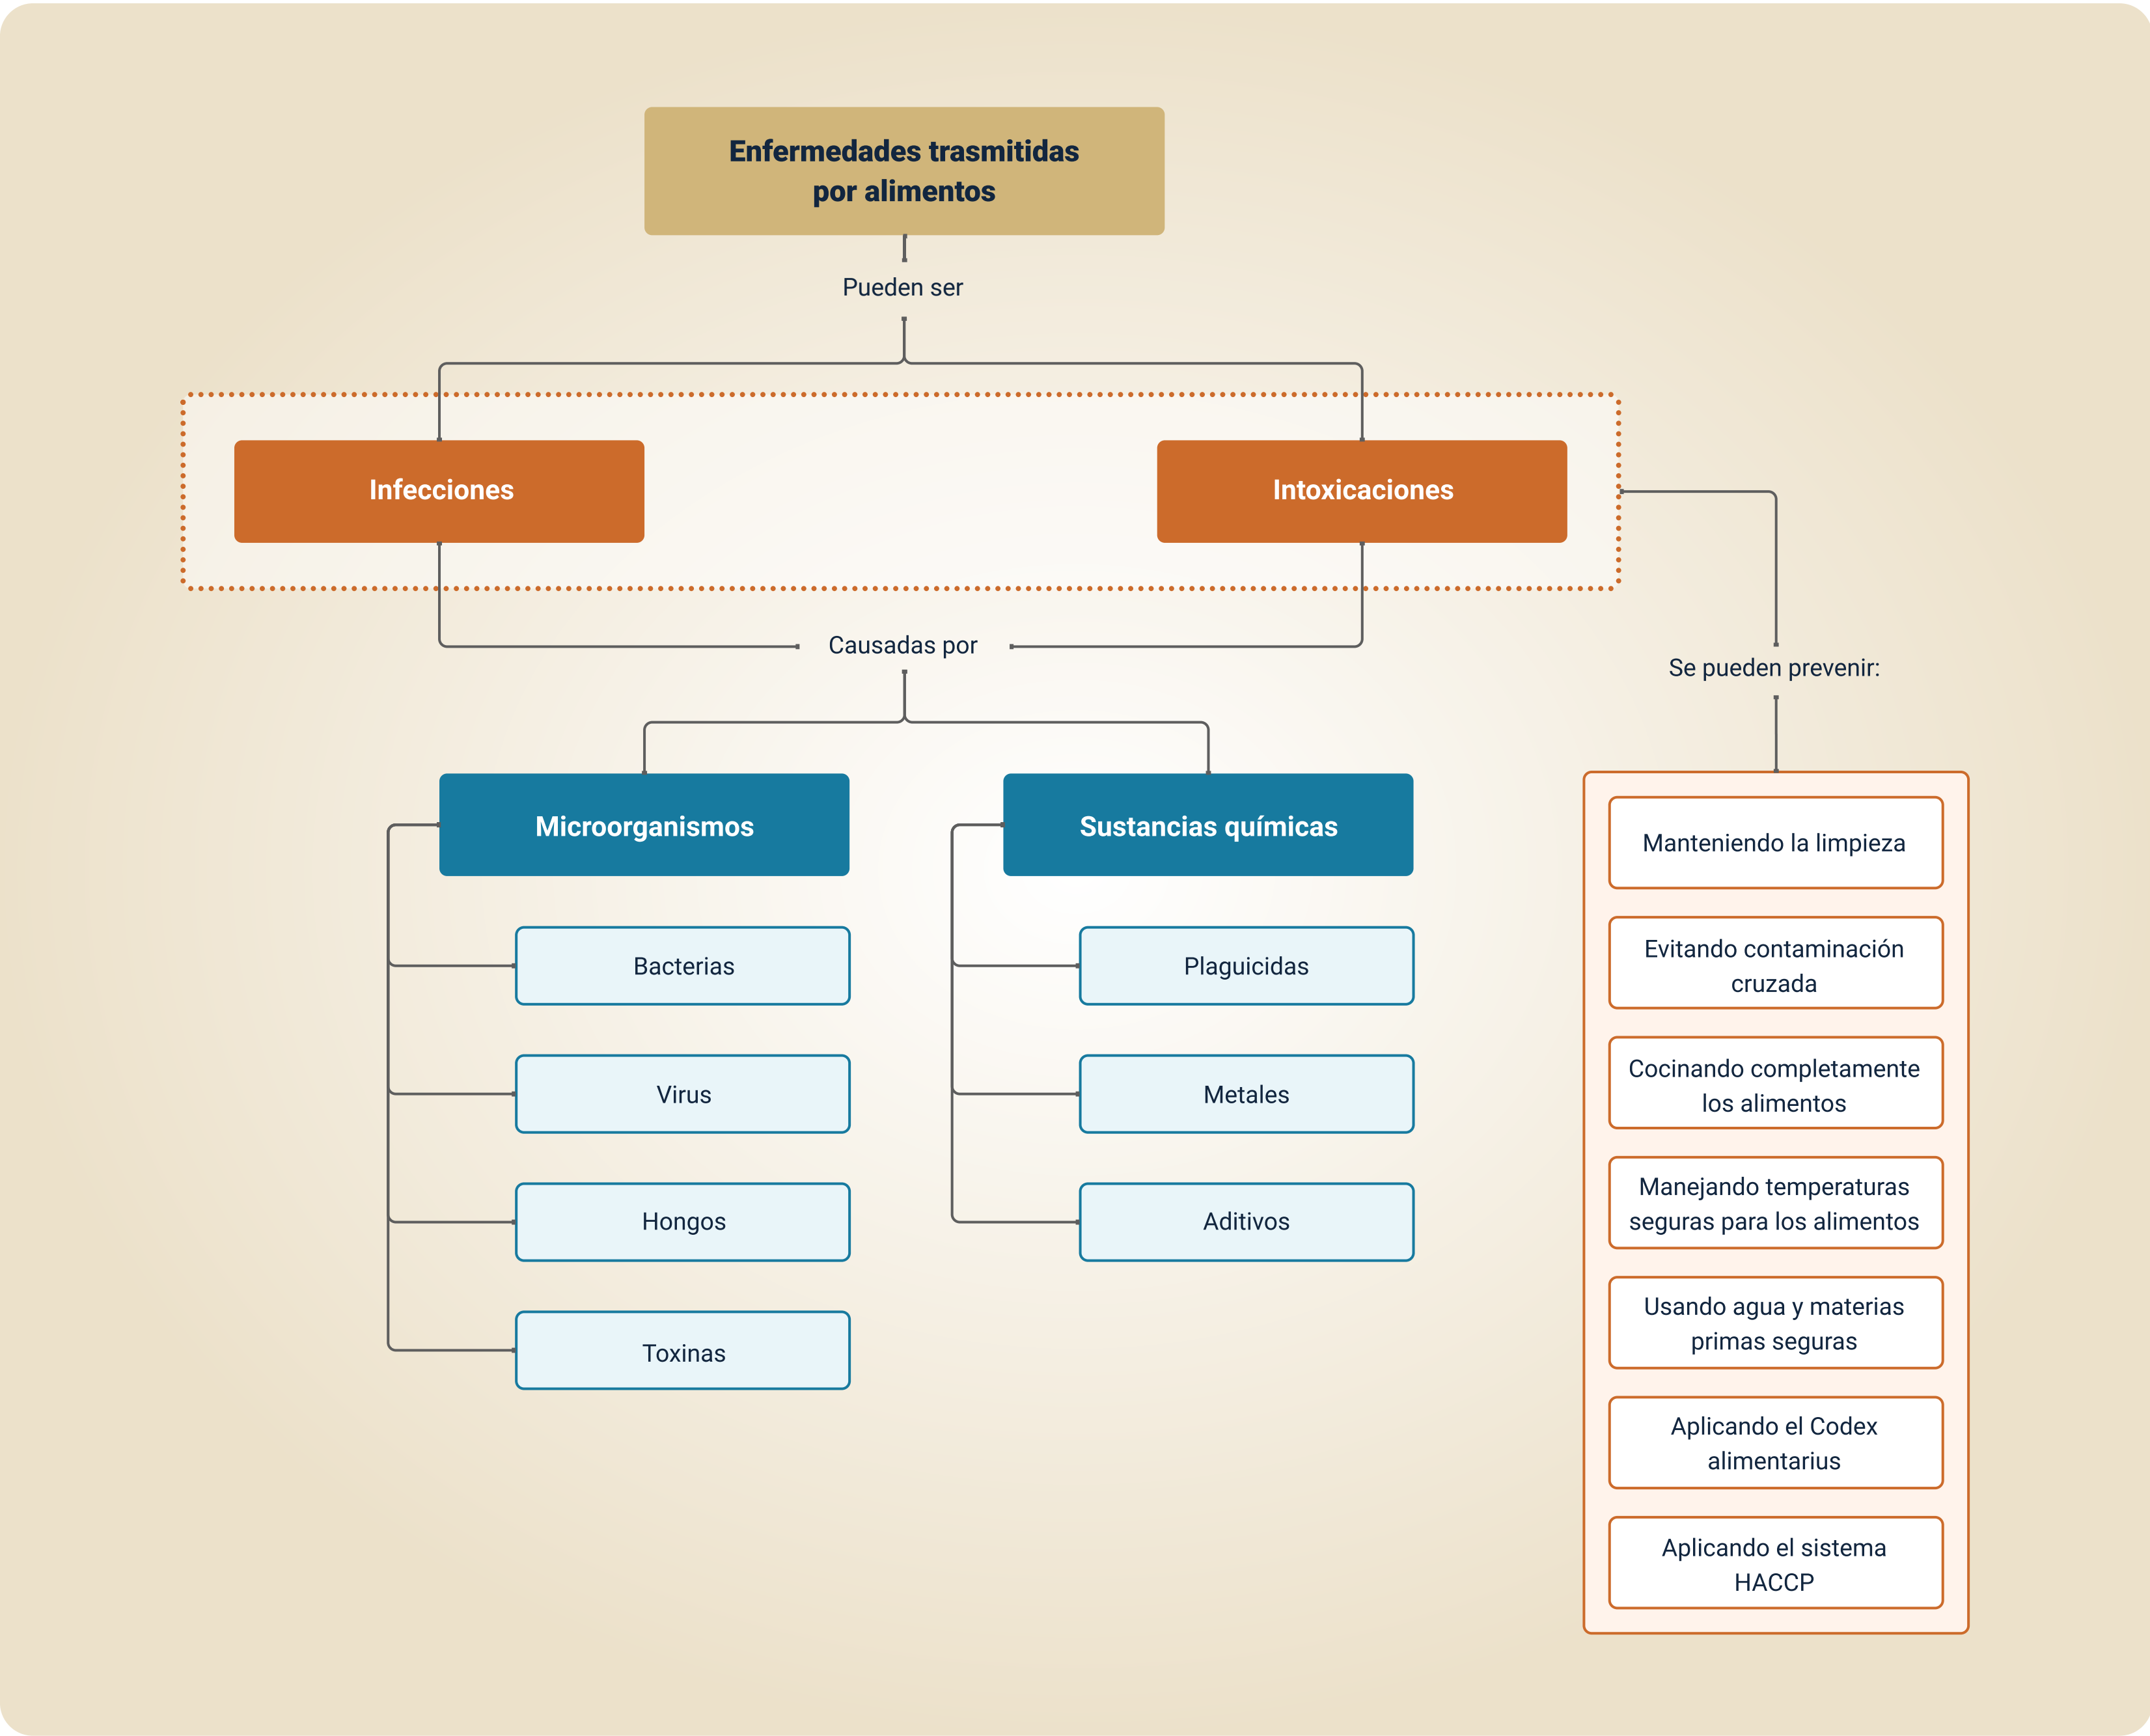 Enfermedades trasmitidas
por alimentos
Pueden ser
Infecciones
Intoxicaciones
Causadas por
Se pueden prevenir:
Microorganismos
Bacterias
Virus
Hongos
Toxinas
Sustancias químicas
Plaguicidas
Metales
Aditivos
Manteniendo la limpieza
Evitando contaminación
cruzada
Cocinando completamente
los alimentos
Manejando temperaturas
seguras para los alimentos
Usando agua y materias
primas seguras
Aplicando el Codex
alimentarius
Aplicando el sistema
HACCP